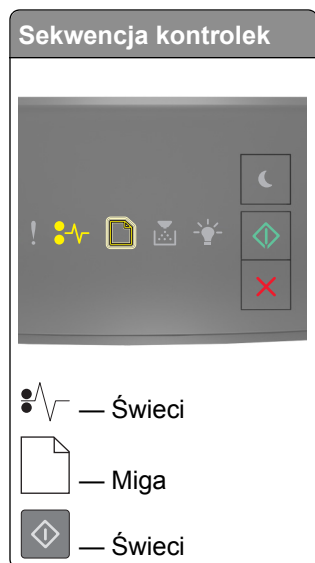 Sekwencja kontrolek
— Świeci
— Miga
— Świeci